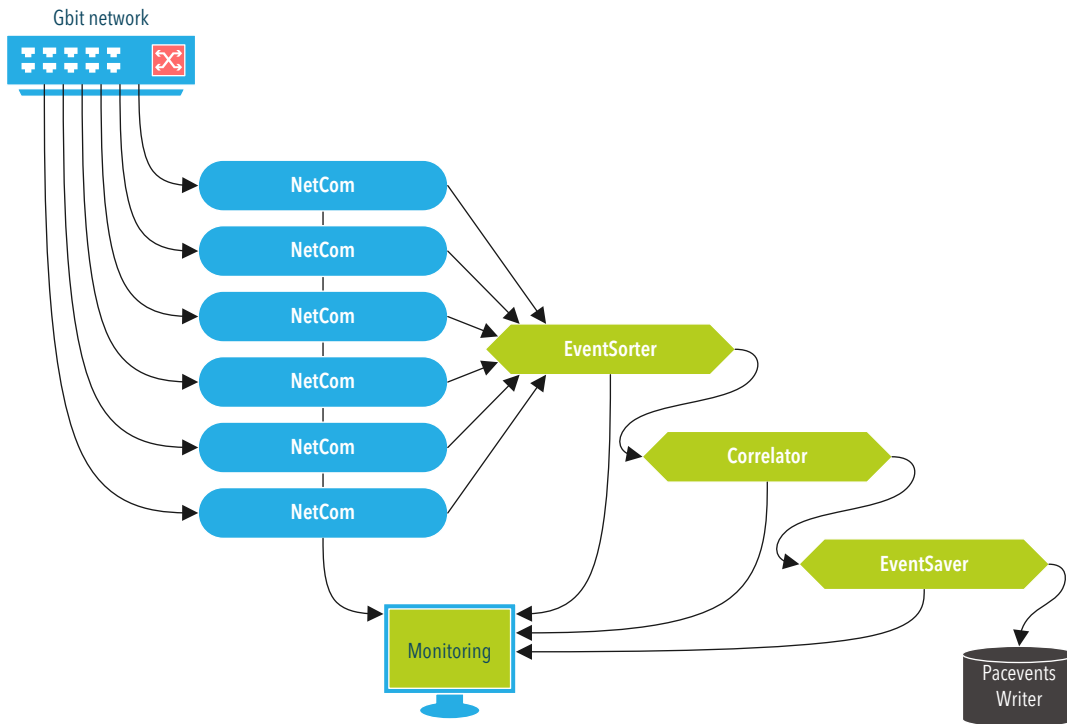 Gbit network
NetCom
NetCom
NetCom
NetCom
NetCom
NetCom
EventSorter
Correlator
EventSaver
Monitoring
Pacevents
Writer